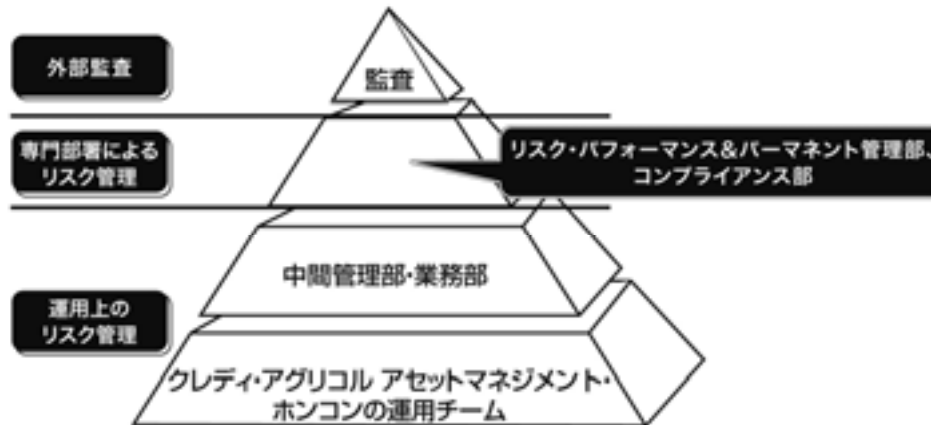 外部監査
監査
専門部署による
リスク管理
リスク・パフォーマンス&パーマネント管理部、
コンプライアンス部
中間管理部・業務部
運用上の
リスク管理
クレディ・アグリコル アセットマネジメント・
ホンコンの運用チーム